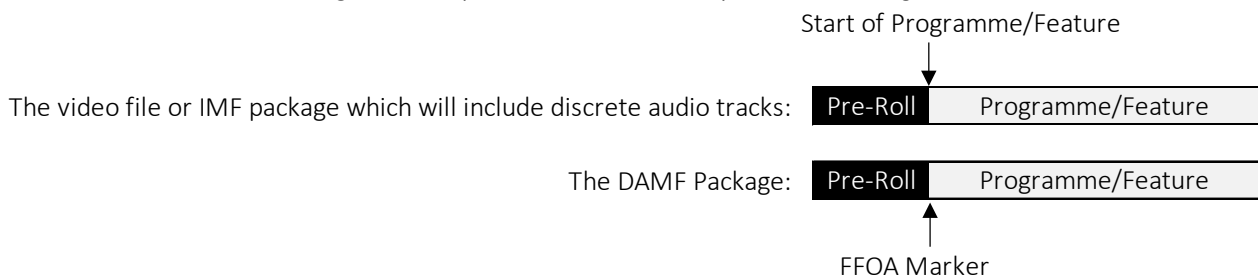 Start of Programme/Feature
The video file or IMF package which will include discrete audio tracks: Pre-Roll Programme/Feature
The DAMF Package: Pre-Roll Programme/Feature
FFOA Marker